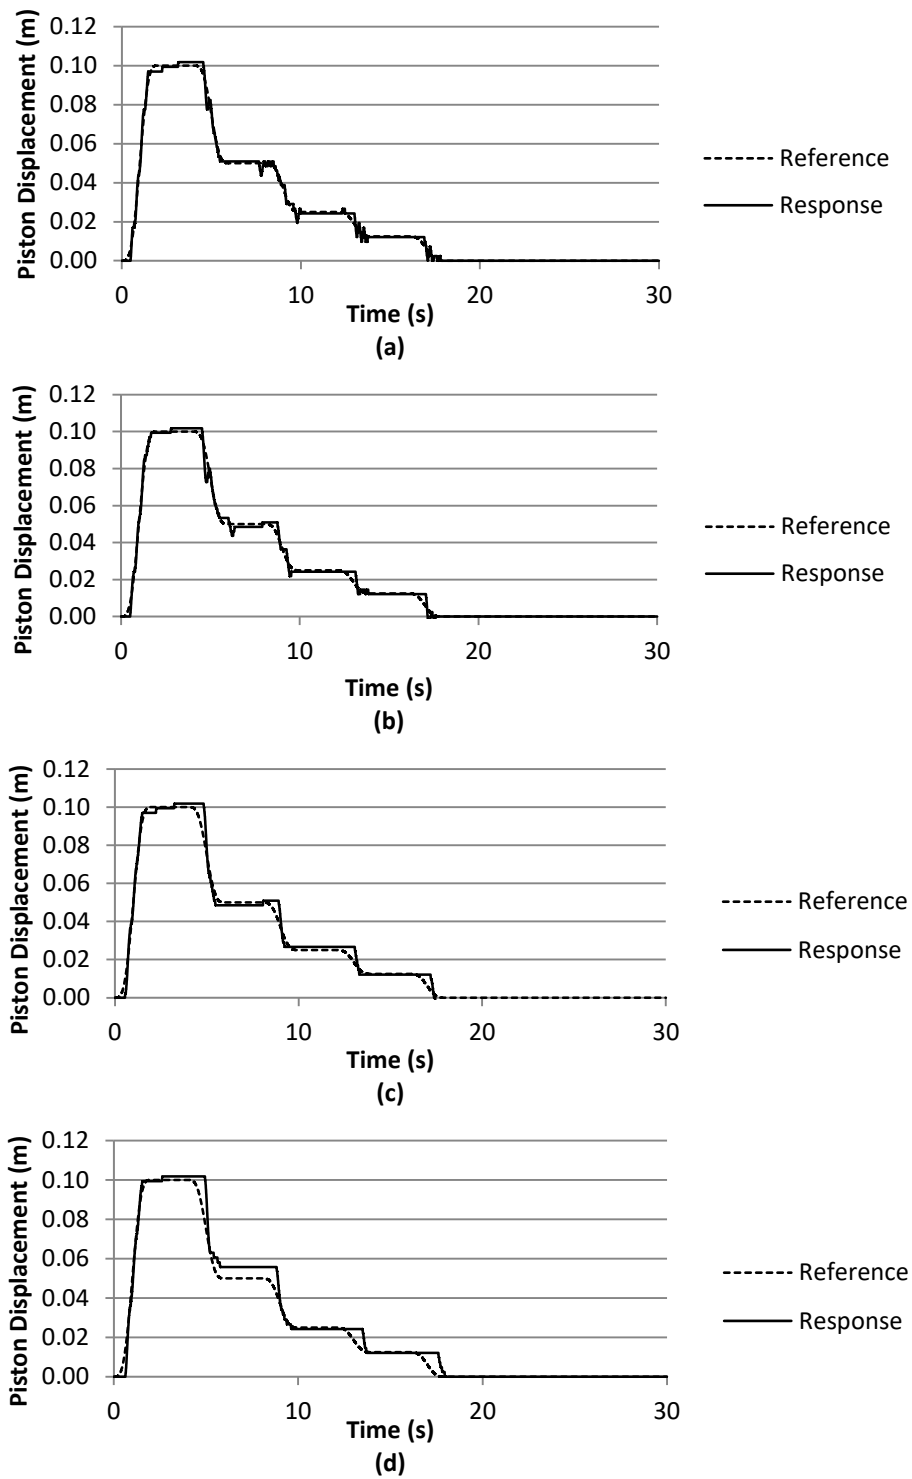 Piston Displacement (m)
0.12
0.10
0.08
0.06
0.04
0.02
0.00
0 10 20 30
Time (s)
(a)
Reference
Response
Piston Displacement (m)
0.12
0.10
0.08
0.06
0.04
0.02
0.00
0 10 20 30
Time (s)
(b)
Reference
Response
Piston Displacement (m)
0.12
0.10
0.08
0.06
0.04
0.02
0.00
0 10 20 30
Time (s)
(c)
Reference
Response
Piston Displacement (m)
0.12
0.10
0.08
0.06
0.04
0.02
0.00
0 10 20 30
Time (s)
(d)
Reference
Response